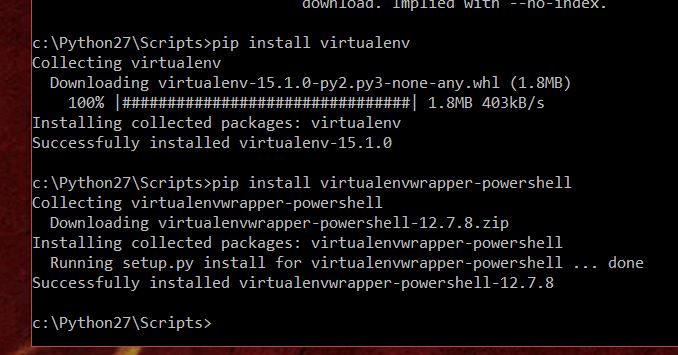 download. Implied with --no-index.
c:\Python27\Scripts>pip install virtualenv
Collecting virtualenv
  Downloading virtualenv-15.1.0-py2.py3-none-any.whl (1.8MB)
    100% |################################| 1.8MB 403kB/s
Installing collected packages: virtualenv
Successfully installed virtualenv-15.1.0
c:\Python27\Scripts>pip install virtualenvwrapper-powershell
Collecting virtualenvwrapper-powershell
  Downloading virtualenvwrapper-powershell-12.7.8.zip
Installing collected packages: virtualenvwrapper-powershell
  Running setup.py install for virtualenvwrapper-powershell ... done
Successfully installed virtualenvwrapper-powershell-12.7.8
c:\Python27\Scripts>